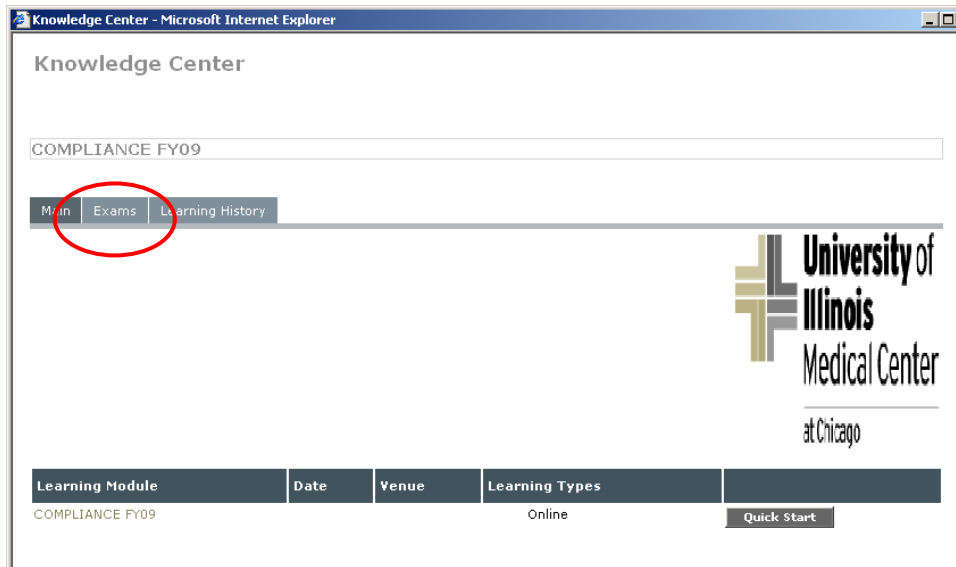 Knowledge Center - Microsoft Internet Explorer
Knowledge Center
COMPLIANCE FY09
Main Exams Learning History
University of
Illinois
Medical Center
at Chicago
Learning Module Date Venue Learning Types
COMPLIANCE FY09 Online Quick Start